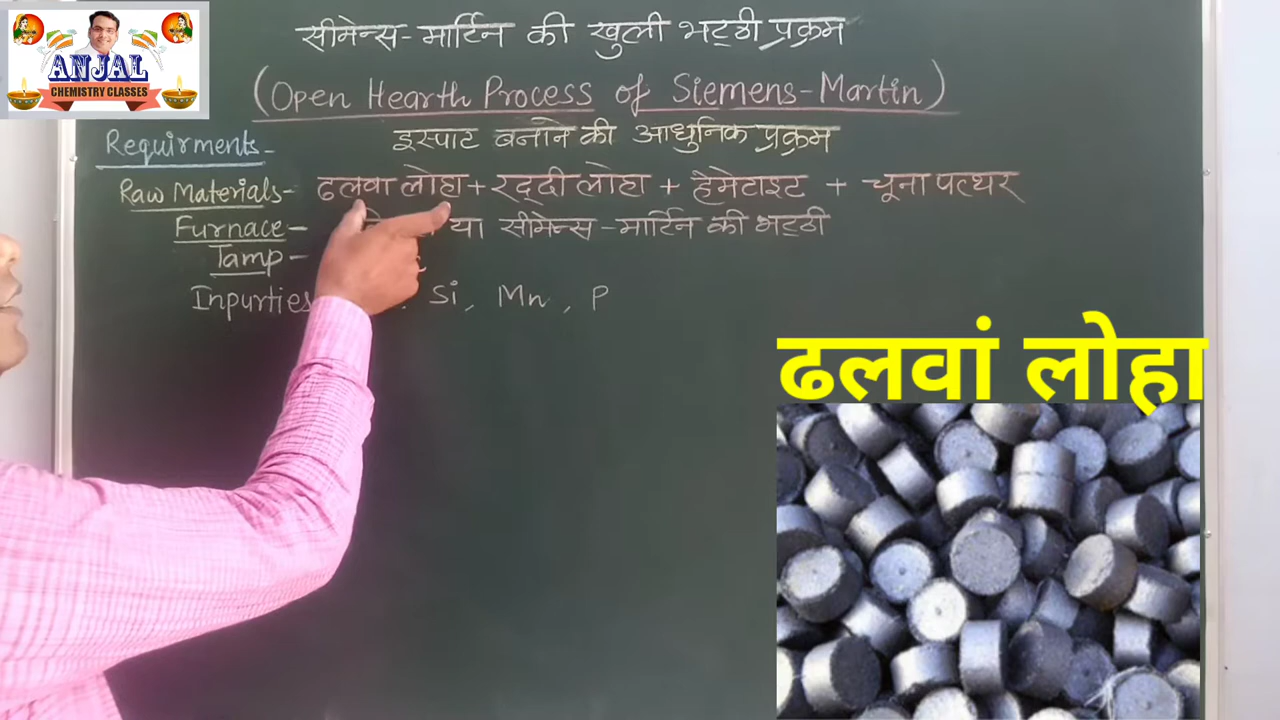 ANJAL
CHEMISTRY CLASSES
सीमेन्स-मार्टिन की खुली भट्ठी प्रक्रम
(Open Hearth Process of Siemens-Martin)
इस्पात बनाने की आधुनिक प्रक्रम
Requirments-
Raw Materials- ढलवा लोहा + रद्दी लोहा + हेमेटाइट + चूना पत्थर
Furnace- या सीमेन्स-मार्टिन की भट्ठी
Tamp-
Inpurties Si, Mn, P
ढलवां लोहा